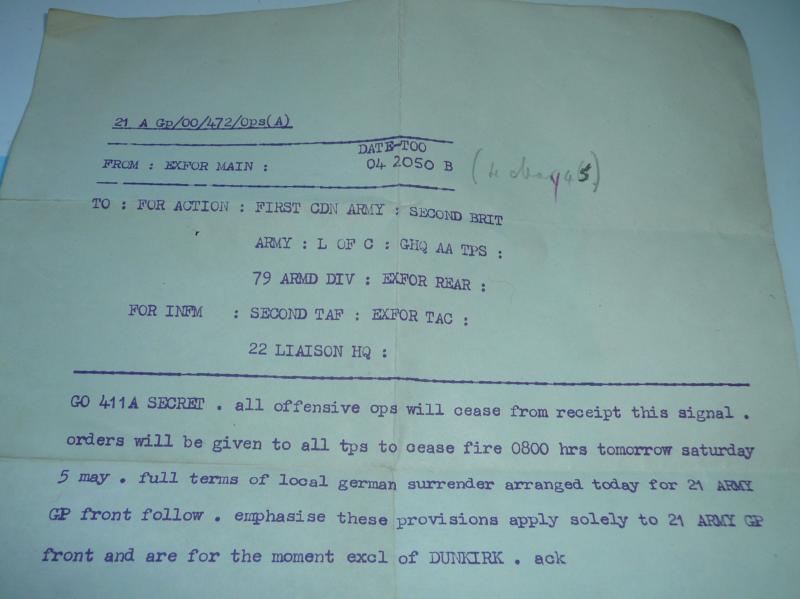 21 A Gp/00/472/Ops(A)
DATE-TOO
FROM : EXFOR MAIN : 04 2050 B (4 May 45)
TO : FOR ACTION : FIRST CDN ARMY : SECOND BRIT
ARMY : L OF C : GHQ AA TPS :
79 ARMD DIV : EXFOR REAR :
FOR INFM : SECOND TAF : EXFOR TAC :
22 LIAISON HQ :
GO 411A SECRET . all offensive ops will cease from receipt this signal .
orders will be given to all tps to cease fire 0800 hrs tomorrow saturday
5 may . full terms of local german surrender arranged today for 21 ARMY
GP front follow . emphasise these provisions apply solely to 21 ARMY GP
front and are for the moment excl of DUNKIRK . ack